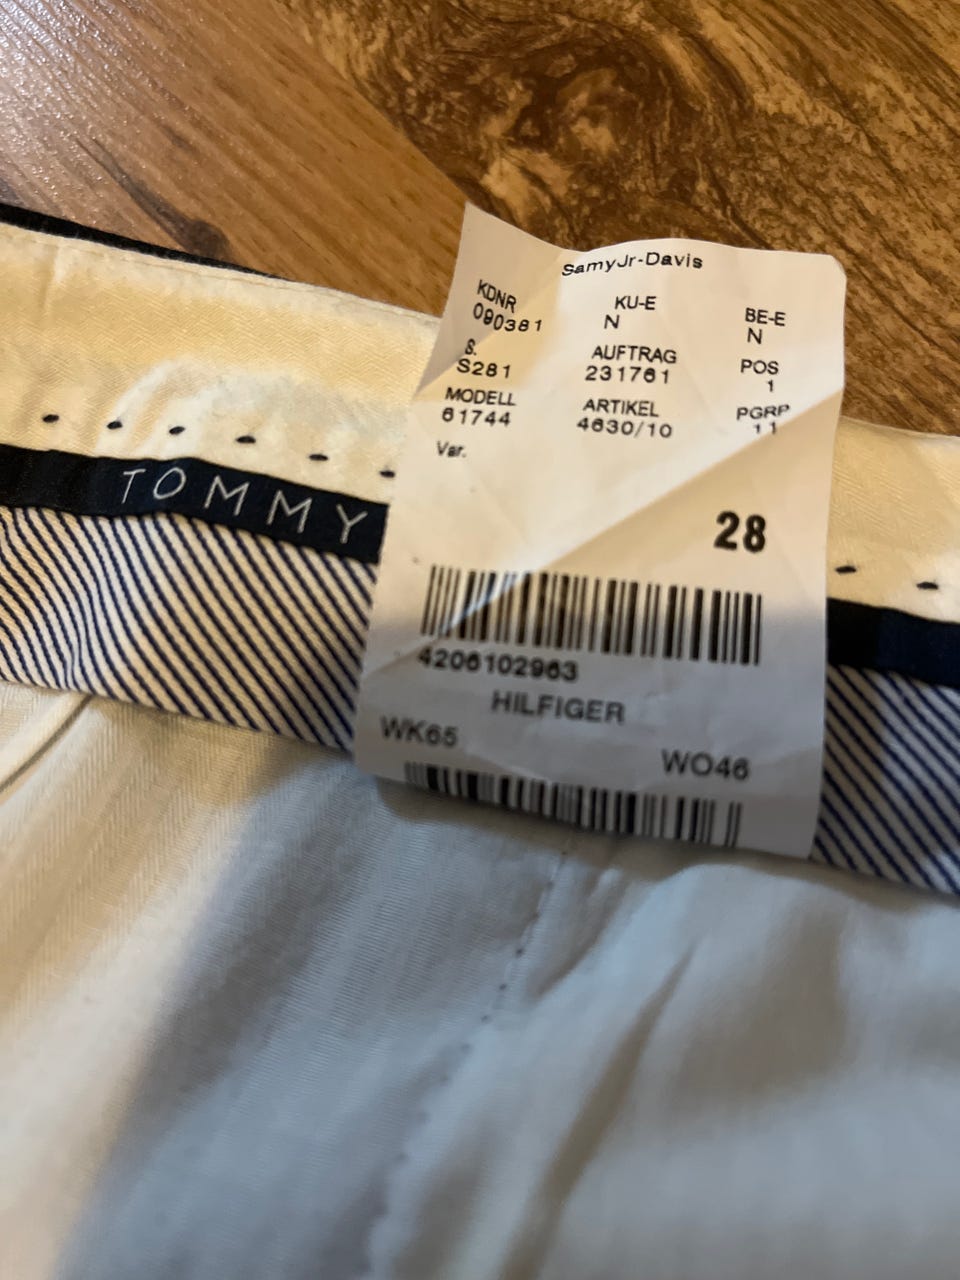 SamyJr-Davis
KDNR KU-E BE-E
090381 N N
S. AUFTRAG POS
S281 231761 1
MODELL ARTIKEL PGRP
61744 4630/10 11
Var.
28
4206102963
HILFIGER
WK65 WO46
TOMMY